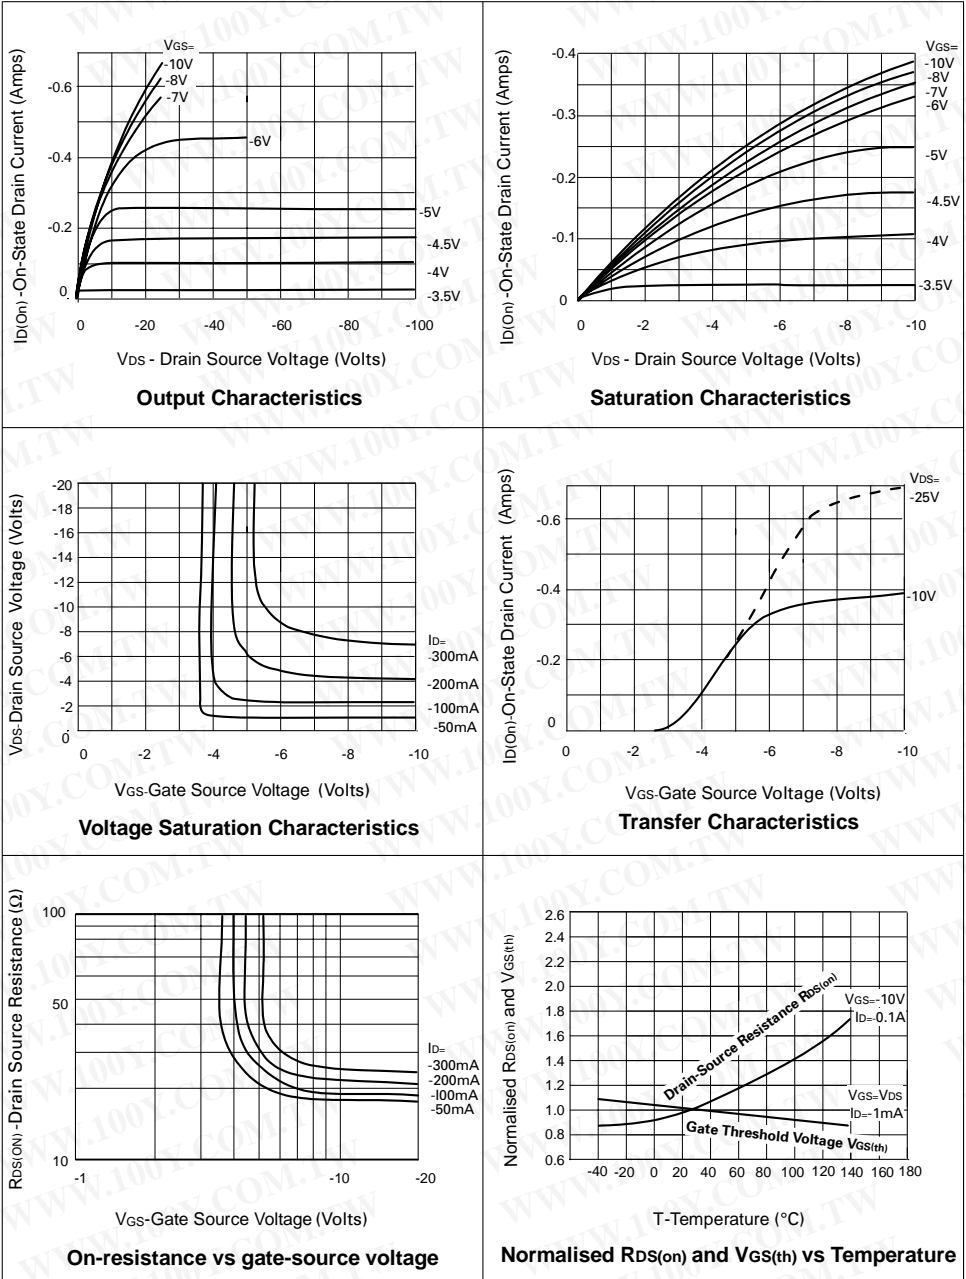 ID(On) -On-State Drain Current (Amps)
VGS=
-10V
-8V
-7V
-6V
-5V
-4.5V
-4V
-3.5V
-0.6
-0.4
-0.2
0
0 -20 -40 -60 -80 -100
VDS - Drain Source Voltage (Volts)
Output Characteristics
ID(On) -On-State Drain Current (Amps)
VGS=
-10V
-8V
-7V
-6V
-5V
-4.5V
-4V
-3.5V
-0.4
-0.3
-0.2
-0.1
0
0 -2 -4 -6 -8 -10
VDS - Drain Source Voltage (Volts)
Saturation Characteristics
VDS-Drain Source Voltage (Volts)
-20
-18
-16
-14
-12
-10
-8
-6
-4
-2
0
ID=
-300mA
-200mA
-100mA
-50mA
0 -2 -4 -6 -8 -10
VGS-Gate Source Voltage (Volts)
Voltage Saturation Characteristics
ID(On)-On-State Drain Current (Amps)
VDS=
-25V
-10V
-0.6
-0.4
-0.2
0
0 -2 -4 -6 -8 -10
VGS-Gate Source Voltage (Volts)
Transfer Characteristics
RDS(ON) -Drain Source Resistance (Ω)
100
50
10
ID=
-300mA
-200mA
-100mA
-50mA
-1 -10 -20
VGS-Gate Source Voltage (Volts)
On-resistance vs gate-source voltage
Normalised RDS(on) and VGS(th)
2.6
2.4
2.2
2.0
1.8
1.6
1.4
1.2
1.0
0.8
0.6
Drain-Source Resistance RDS(on)
VGS=-10V
ID=-0.1A
VGS=VDS
ID=-1mA
Gate Threshold Voltage VGS(th)
-40 -20 0 20 40 60 80 100 120 140 160 180
T-Temperature (°C)
Normalised RDS(on) and VGS(th) vs Temperature
WWW.100Y.COM.TW